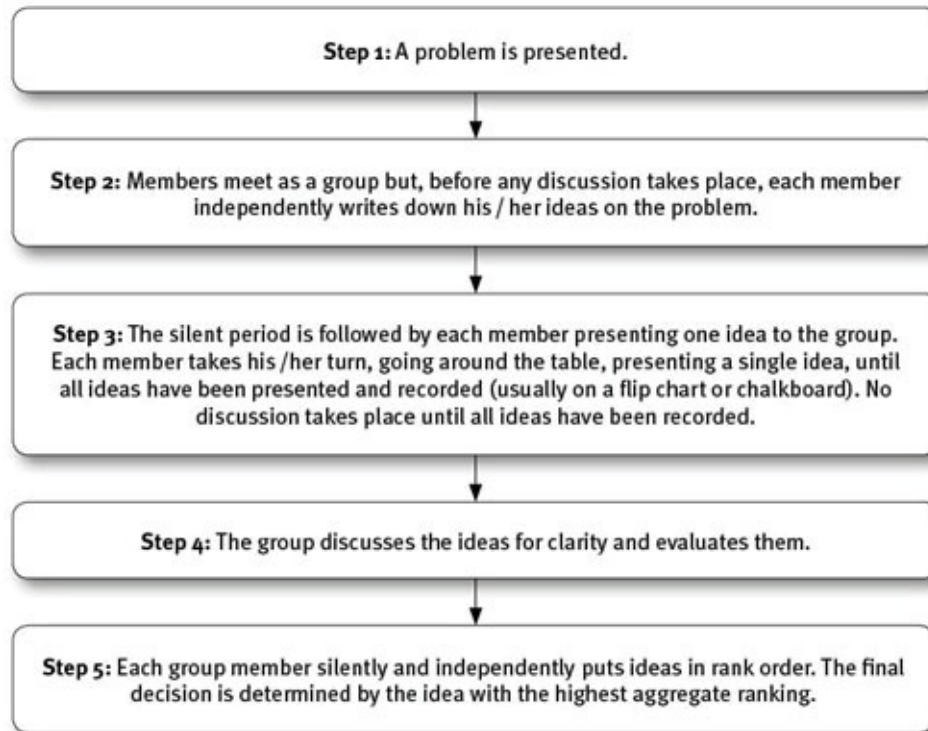 Step 1: A problem is presented.
Step 2: Members meet as a group but, before any discussion takes place, each member
independently writes down his / her ideas on the problem.
Step 3: The silent period is followed by each member presenting one idea to the group.
Each member takes his /her turn, going around the table, presenting a single idea, until
all ideas have been presented and recorded (usually on a flip chart or chalkboard). No
discussion takes place until all ideas have been recorded.
Step 4: The group discusses the ideas for clarity and evaluates them.
Step 5: Each group member silently and independently puts ideas in rank order. The final
decision is determined by the idea with the highest aggregate ranking.